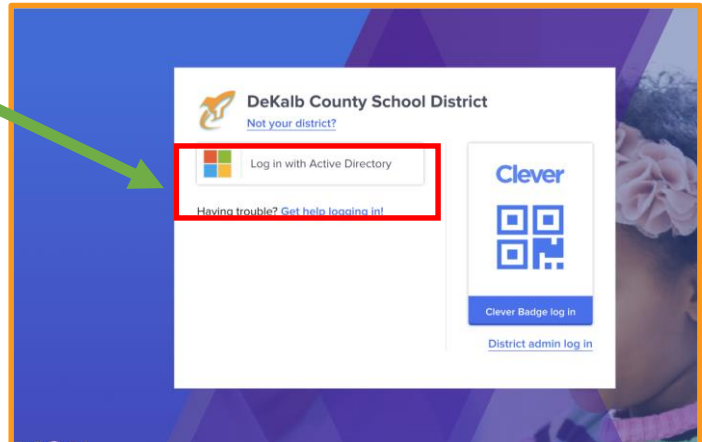 DeKalb County School District
Not your district?
Log in with Active Directory
Having trouble? Get help logging in!
Clever
Clever Badge log in
District admin log in